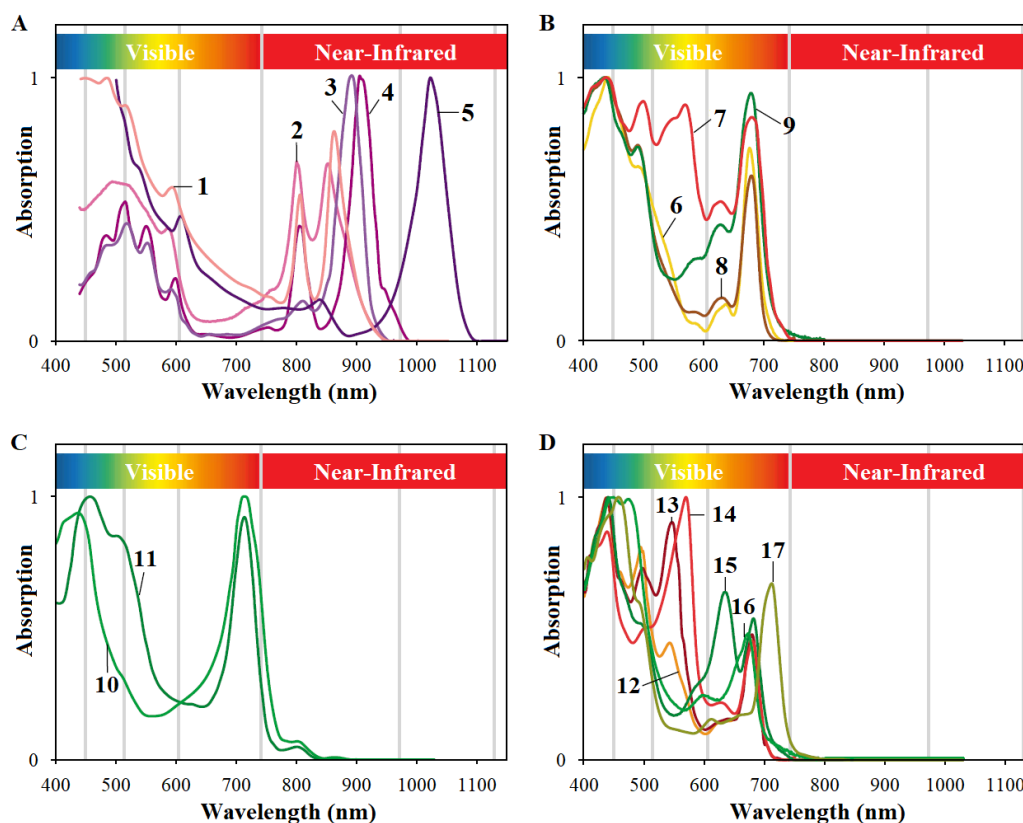 A
Visible Near-Infrared
1
0
Absorption
1
2
3
4
5
400 500 600 700 800 900 1000 1100
Wavelength (nm)
B
Visible Near-Infrared
1
0
Absorption
6
7
8
9
400 500 600 700 800 900 1000 1100
Wavelength (nm)
C
Visible Near-Infrared
1
0
Absorption
10
11
400 500 600 700 800 900 1000 1100
Wavelength (nm)
D
Visible Near-Infrared
1
0
Absorption
12
13
14
15
16
17
400 500 600 700 800 900 1000 1100
Wavelength (nm)